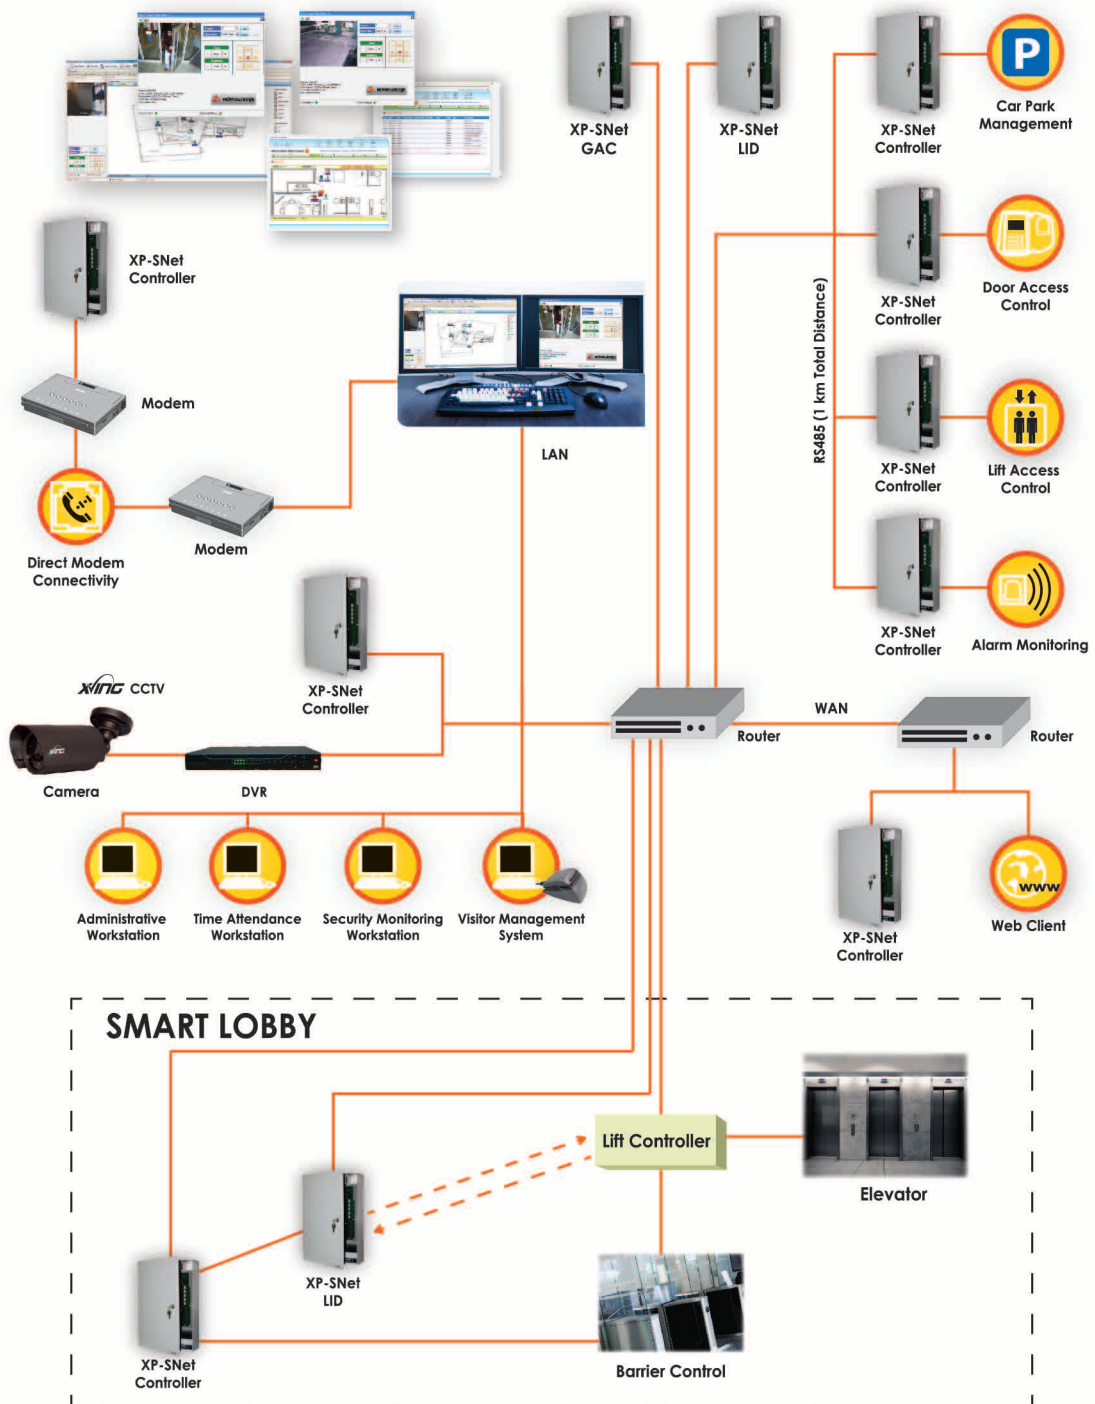 XP-SNet
GAC
XP-SNet
LID
XP-SNet
Controller
P
Car Park
Management
XP-SNet
Controller
XP-SNet
Controller
Door Access
Control
RS485 (1 km Total Distance)
Modem
LAN
XP-SNet
Controller
Lift Access
Control
Modem
Direct Modem
Connectivity
XP-SNet
Controller
Alarm Monitoring
XP-SNet
Controller
XVING CCTV
WAN
Router
Router
Camera
DVR
www
Administrative
Workstation
Time Attendance
Workstation
Security Monitoring
Workstation
Visitor Management
System
XP-SNet
Controller
Web Client
SMART LOBBY
Lift Controller
Elevator
XP-SNet
LID
XP-SNet
Controller
Barrier Control